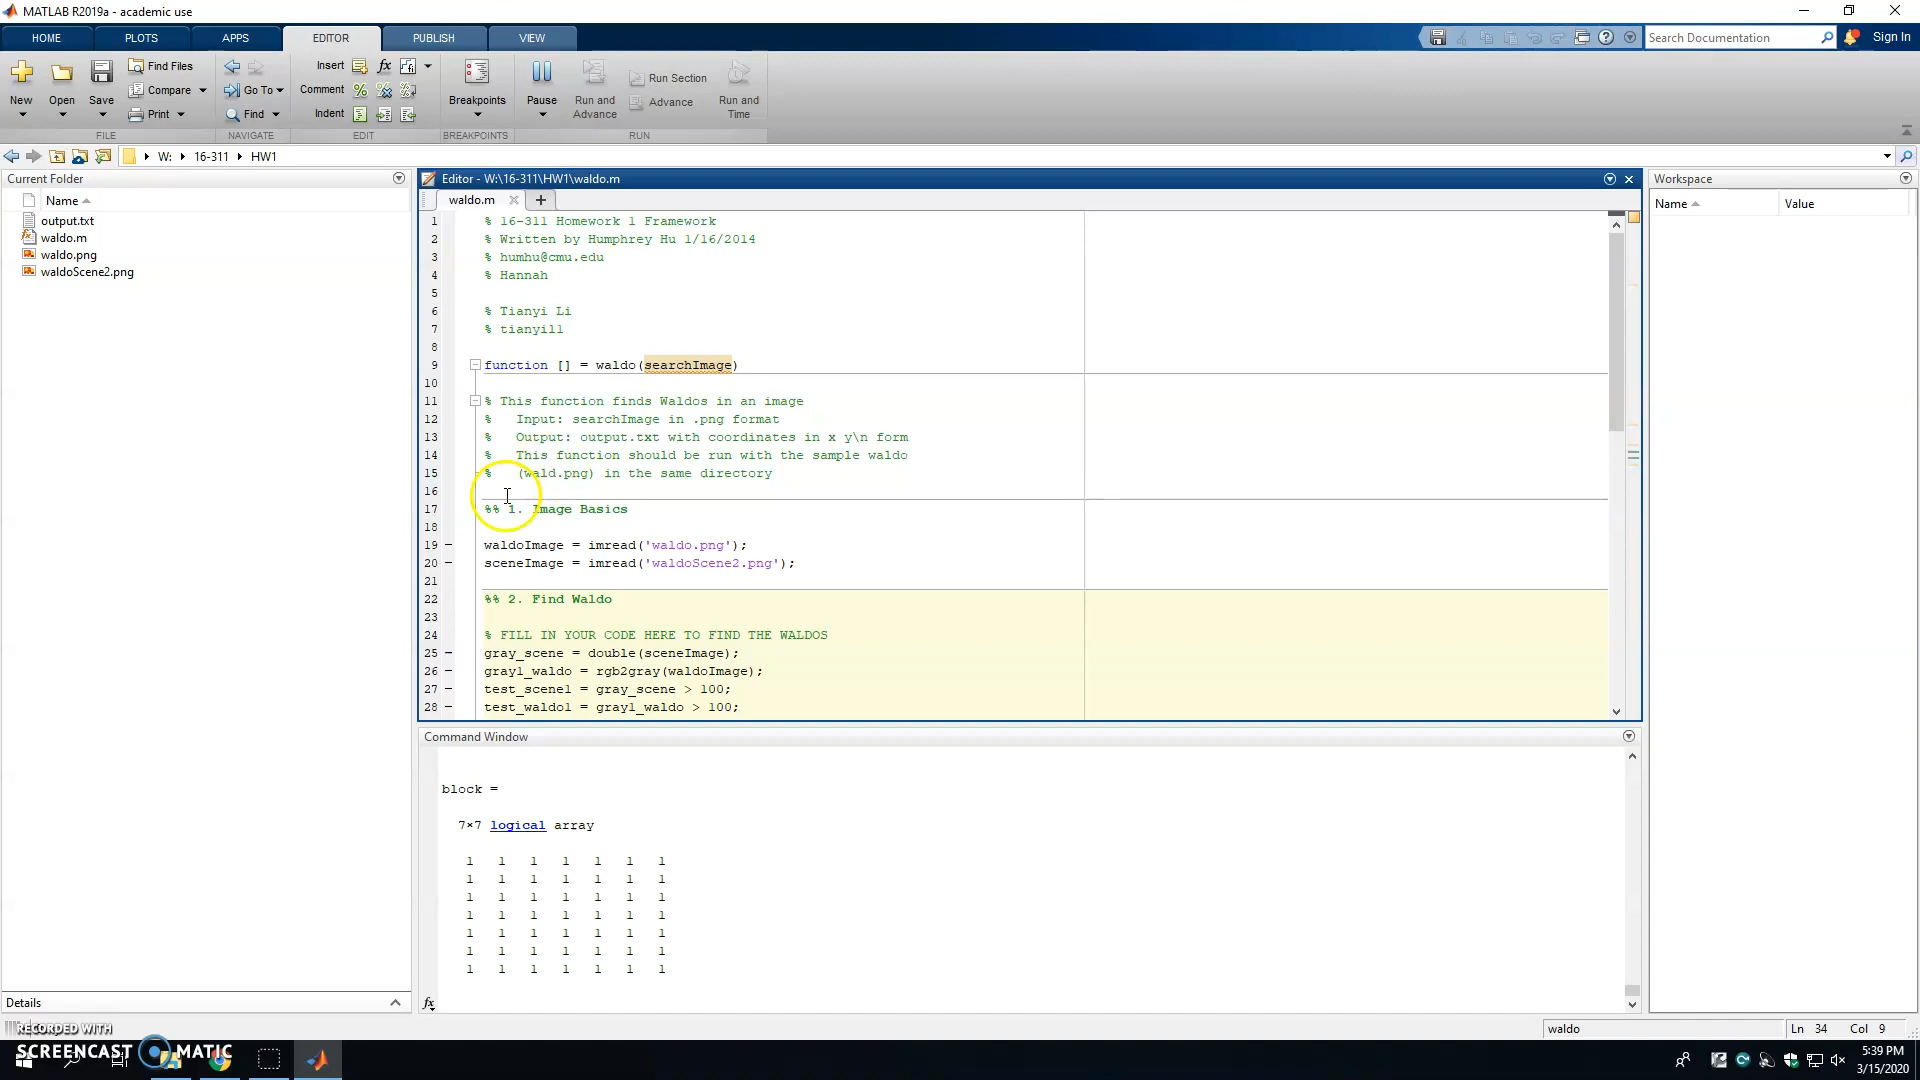 MATLAB R2019a - academic use
HOME PLOTS APPS EDITOR PUBLISH VIEW
Search Documentation
Sign In
New
Open
Save
Find Files
Compare
Print
Go To
Find
Insert
Comment
Indent
Breakpoints
Pause
Run and Advance
Run Section
Advance
Run and Time
FILE NAVIGATE EDIT BREAKPOINTS RUN
W: 16-311 HW1
Current Folder
Name
output.txt
waldo.m
waldo.png
waldoScene2.png
Details
Editor - W:\16-311\HW1\waldo.m
waldo.m
1 % 16-311 Homework 1 Framework
2 % Written by Humphrey Hu 1/16/2014
3 % humhu@cmu.edu
4 % Hannah
5
6 % Tianyi Li
7 % tianyill
8
9 function [] = waldo(searchImage)
10
11 % This function finds Waldos in an image
12 % Input: searchImage in .png format
13 % Output: output.txt with coordinates in x y\n form
14 % This function should be run with the sample waldo
15 % (wald.png) in the same directory
16
17 %% 1. Image Basics
18
19 waldoImage = imread('waldo.png');
20 sceneImage = imread('waldoScene2.png');
21
22 %% 2. Find Waldo
23
24 % FILL IN YOUR CODE HERE TO FIND THE WALDOS
25 gray_scene = double(sceneImage);
26 gray1_waldo = rgb2gray(waldoImage);
27 test_scene1 = gray_scene > 100;
28 test_waldo1 = gray1_waldo > 100;
Command Window
block =
7×7 logical array
1 1 1 1 1 1 1
1 1 1 1 1 1 1
1 1 1 1 1 1 1
1 1 1 1 1 1 1
1 1 1 1 1 1 1
1 1 1 1 1 1 1
1 1 1 1 1 1 1
fx
Workspace
Name Value
waldo
Ln 34 Col 9
RECORDED WITH
SCREENCAST MATIC
5:39 PM
3/15/2020